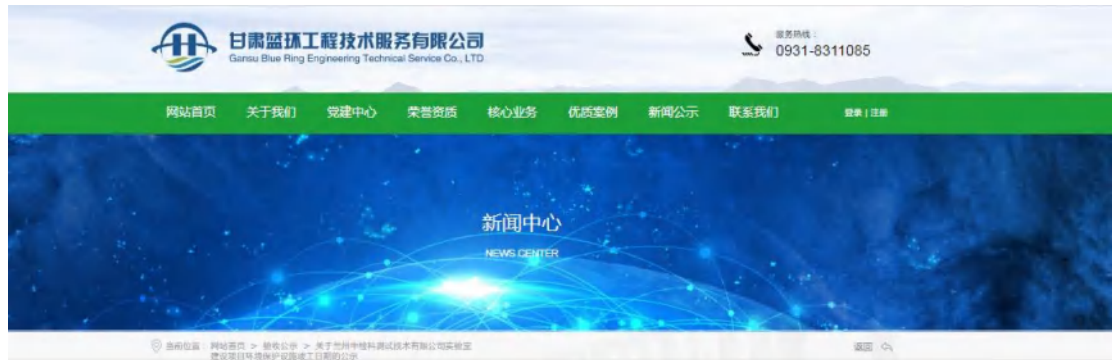 甘肃蓝环工程技术服务有限公司
Gansu Blue Ring Engineering Technical Service Co., LTD
服务热线:
0931-8311085
网站首页 关于我们 党建中心 荣誉资质 核心业务 优质案例 新闻公示 联系我们 登录 | 注册
新闻中心
NEWS CENTER
网站首页 > 验收公示 > 关于兰州中检科测试技术有限公司实验室 返回
建设项目环境保护设施竣工日期的公示